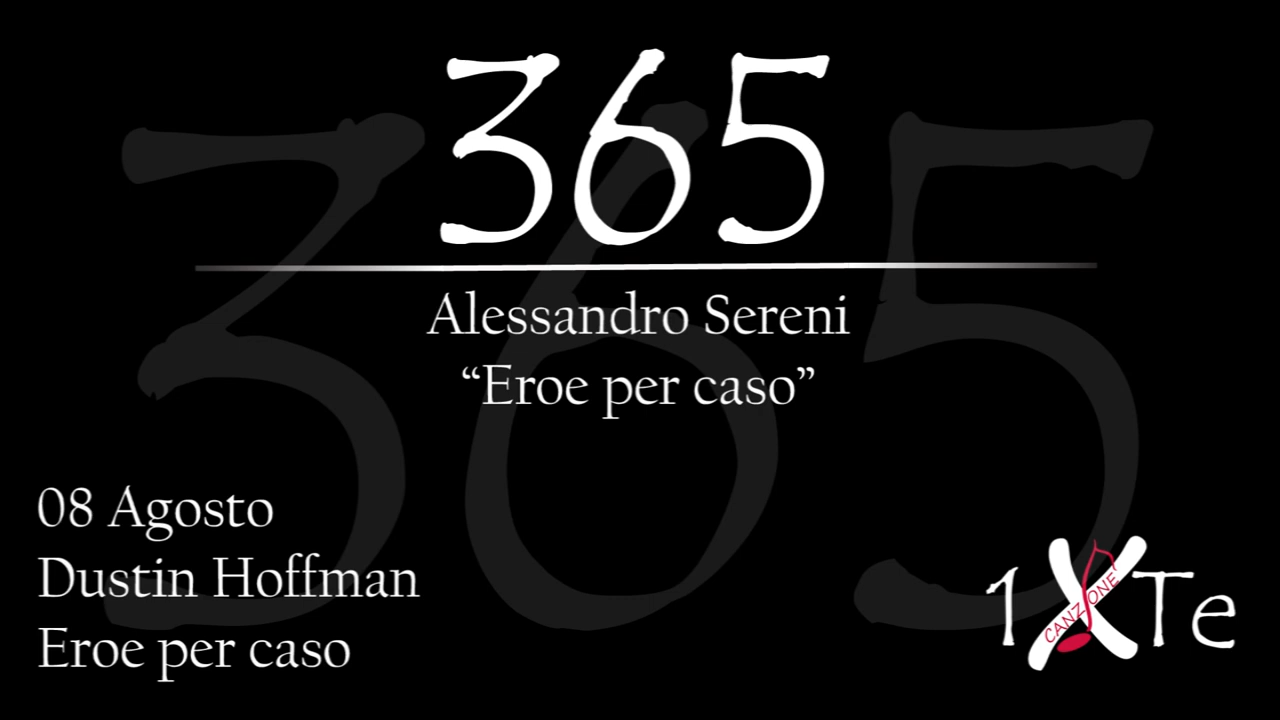 365
Alessandro Sereni
“Eroe per caso”
08 Agosto
Dustin Hoffman
Eroe per caso
1XTe
CANZONE